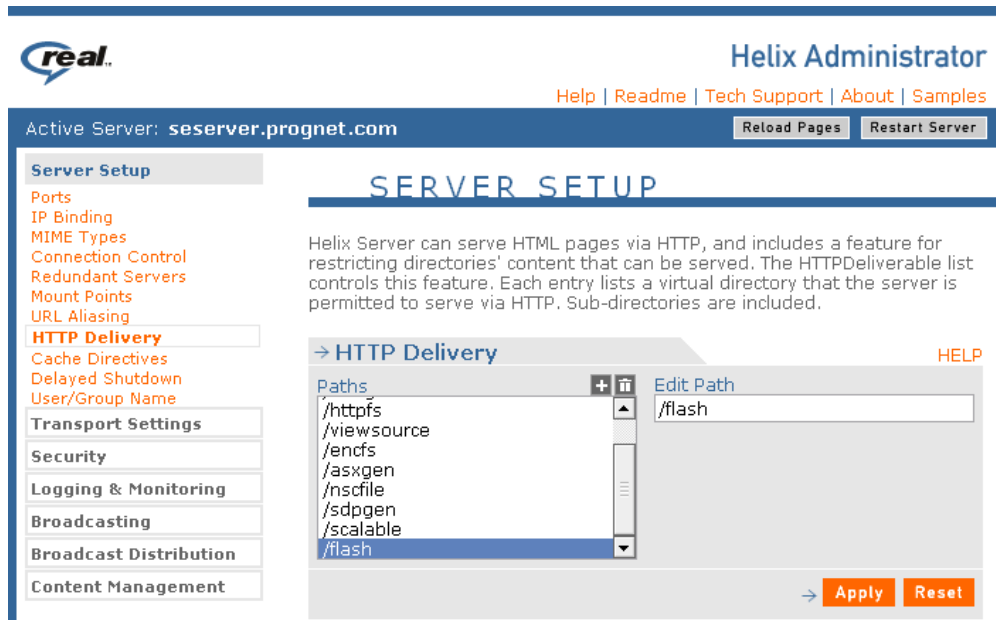 real
Helix Administrator
Help | Readme | Tech Support | About | Samples
Active Server: seserver.prognet.com
Reload Pages
Restart Server
Server Setup
Ports
IP Binding
MIME Types
Connection Control
Redundant Servers
Mount Points
URL Aliasing
HTTP Delivery
Cache Directives
Delayed Shutdown
User/Group Name
Transport Settings
Security
Logging & Monitoring
Broadcasting
Broadcast Distribution
Content Management
SERVER SETUP
Helix Server can serve HTML pages via HTTP, and includes a feature for
restricting directories' content that can be served. The HTTPDeliverable list
controls this feature. Each entry lists a virtual directory that the server is
permitted to serve via HTTP. Sub-directories are included.
HTTP Delivery
HELP
Paths
/httpfs
/viewsource
/encfs
/asxgen
/nscfile
/sdpgen
/scalable
/flash
Edit Path
/flash
Apply
Reset